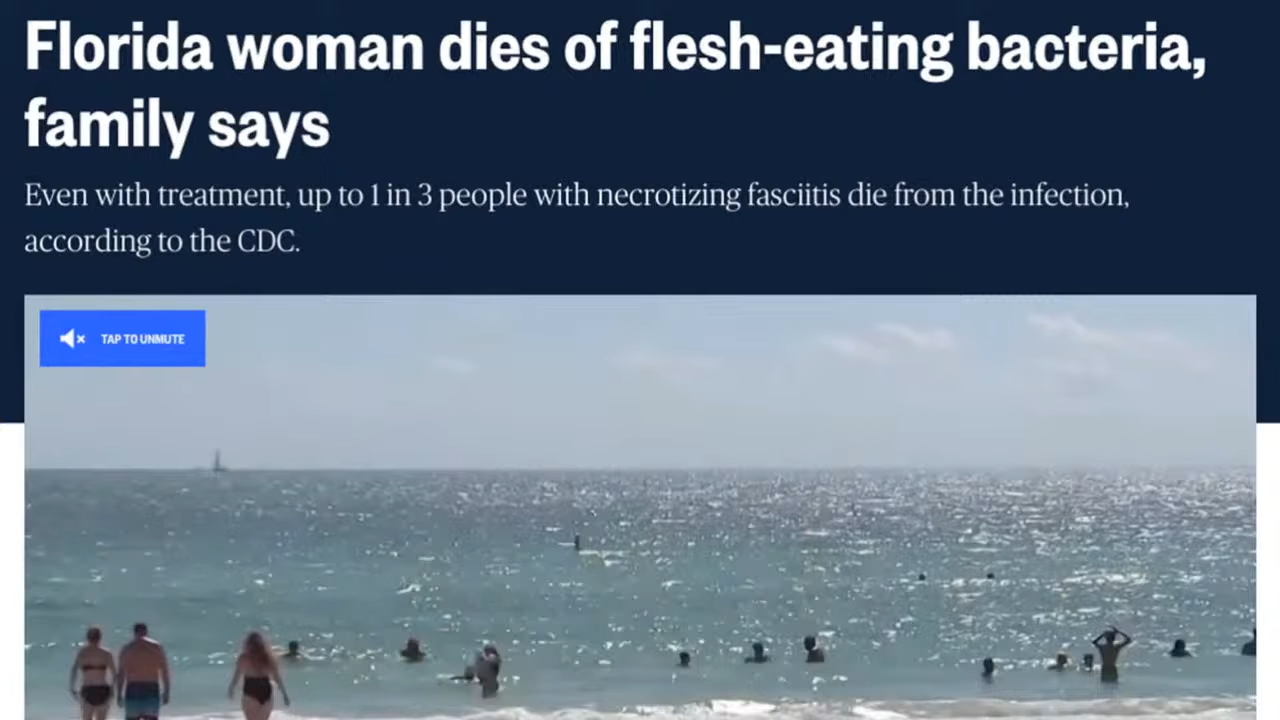 Florida woman dies of flesh-eating bacteria,
family says
Even with treatment, up to 1 in 3 people with necrotizing fasciitis die from the infection,
according to the CDC.
TAP TO UNMUTE